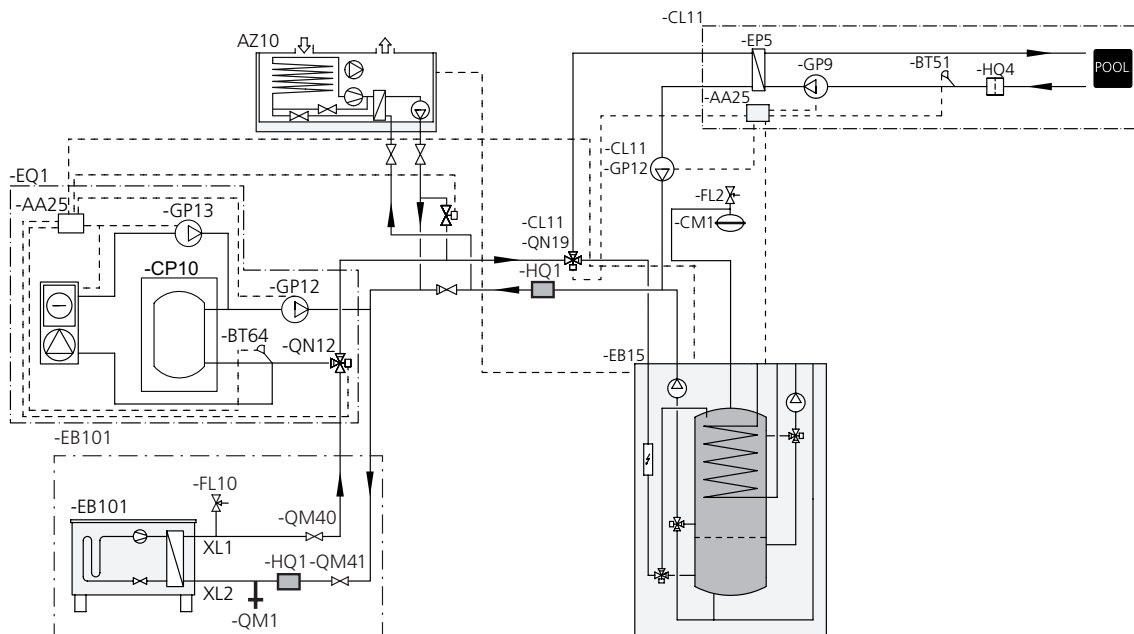 -CL11
AZ10
-EP5
-GP9
-BT51
-HQ4
POOL
-AA25
-CL11
-GP12
-EQ1
-AA25
-GP13
-FL2
-CM1
-CL11
-QN19
-CP10
-HQ1
-GP12
-BT64
-QN12
-EB15
-EB101
-FL10
-EB101
-QM40
XL1
-HQ1
-QM41
XL2
-QM1